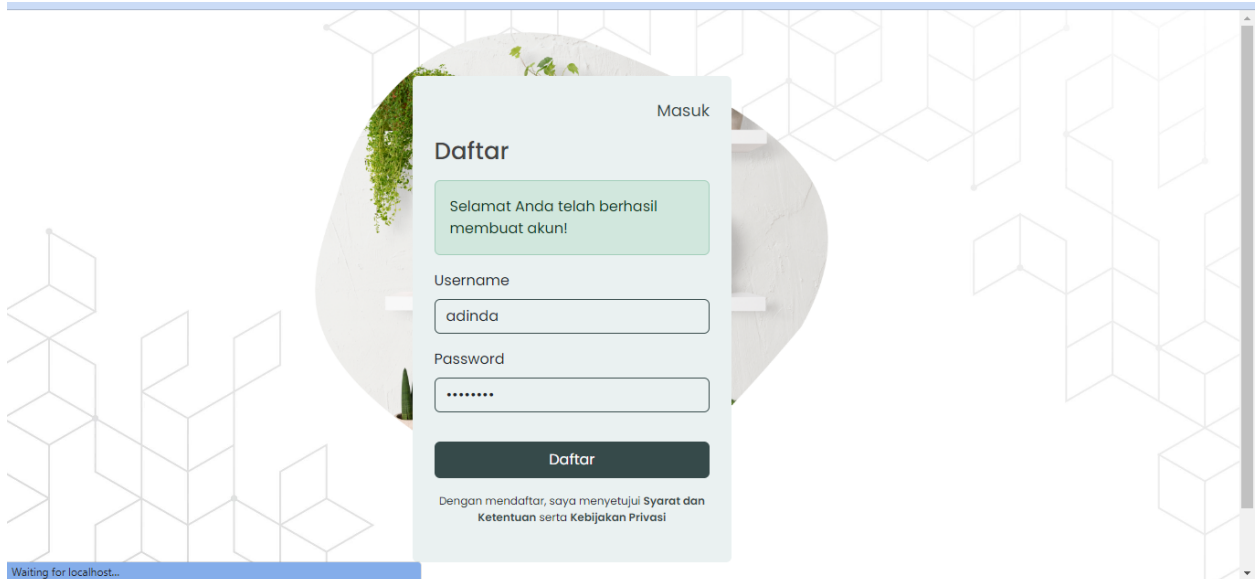 Masuk
Daftar
Selamat Anda telah berhasil
membuat akun!
Username
adinda
Password
••••••••
Daftar
Dengan mendaftar, saya menyetujui Syarat dan
Ketentuan serta Kebijakan Privasi
Waiting for localhost...